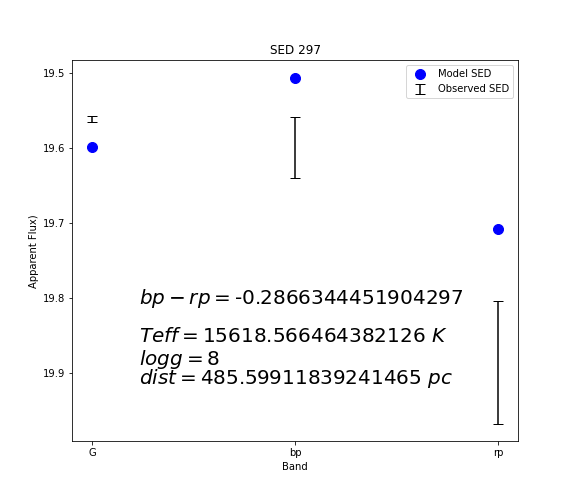 SED 297
19.5
19.6
19.7
19.8
19.9
Apparent Flux)
Model SED
Observed SED
bp − rp = -0.2866344451904297
Teff = 15618.566464382126 K
logg = 8
dist = 485.59911839241465 pc
G bp rp
Band